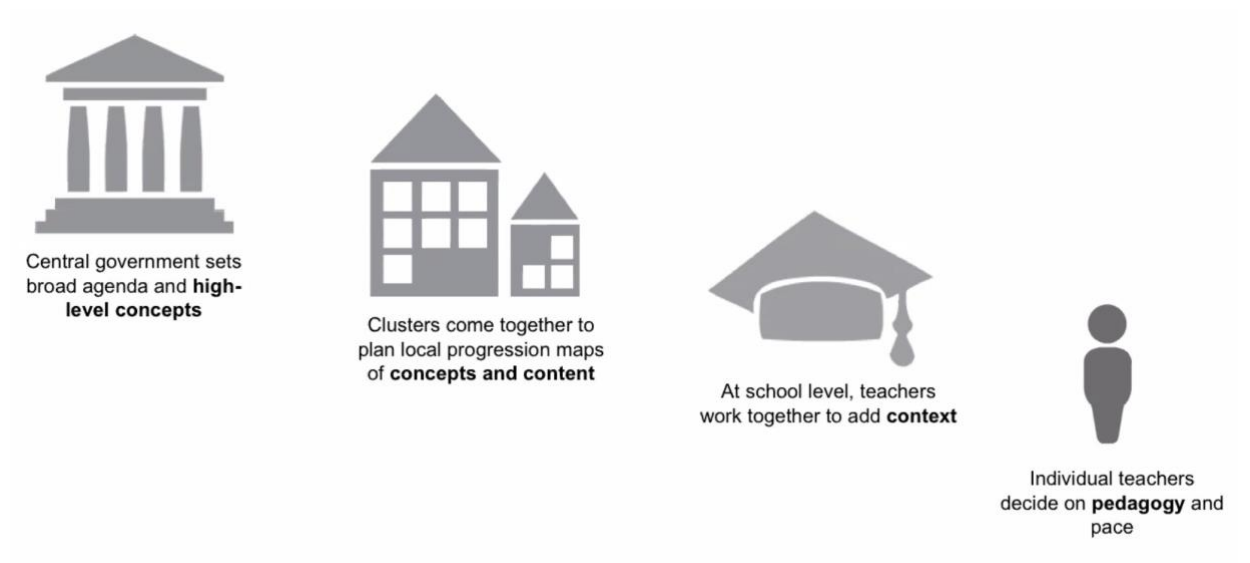 Central government sets
broad agenda and high-
level concepts
Clusters come together to
plan local progression maps
of concepts and content
At school level, teachers
work together to add context
Individual teachers
decide on pedagogy and
pace